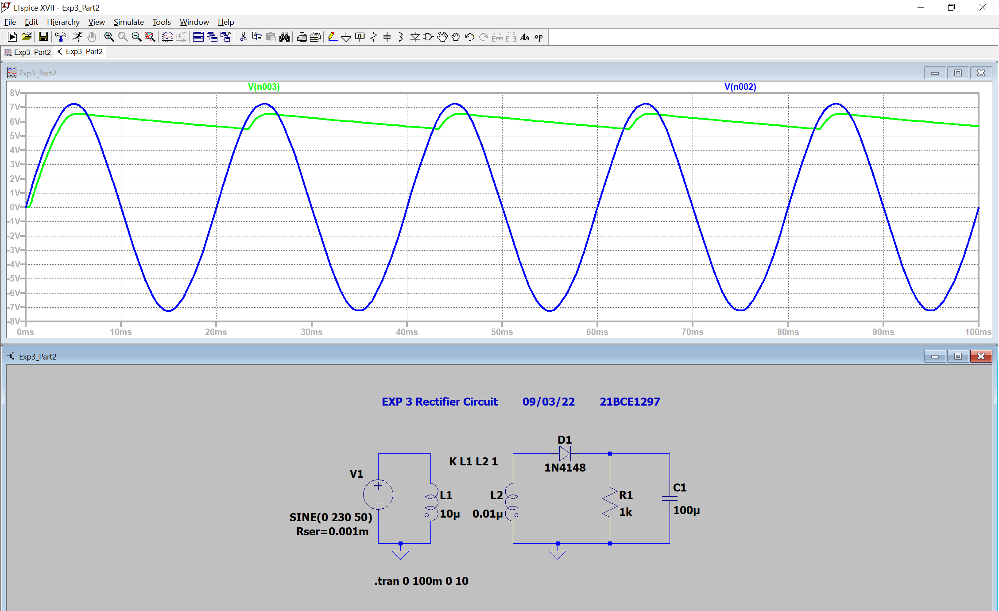 LTspice XVII - Exp3_Part2
File Edit Hierarchy View Simulate Tools Window Help
Exp3_Part2 Exp3_Part2
Exp3_Part2
V(n003) V(n002)
8V
7V
6V
5V
4V
3V
2V
1V
0V
-1V
-2V
-3V
-4V
-5V
-6V
-7V
-8V
0ms 10ms 20ms 30ms 40ms 50ms 60ms 70ms 80ms 90ms 100ms
Exp3_Part2
EXP 3 Rectifier Circuit 09/03/22 21BCE1297
D1
K L1 L2 1
1N4148
V1
C1
L1 L2 R1
10µ 0.01µ 1k 100µ
SINE(0 230 50)
Rser=0.001m
.tran 0 100m 0 10